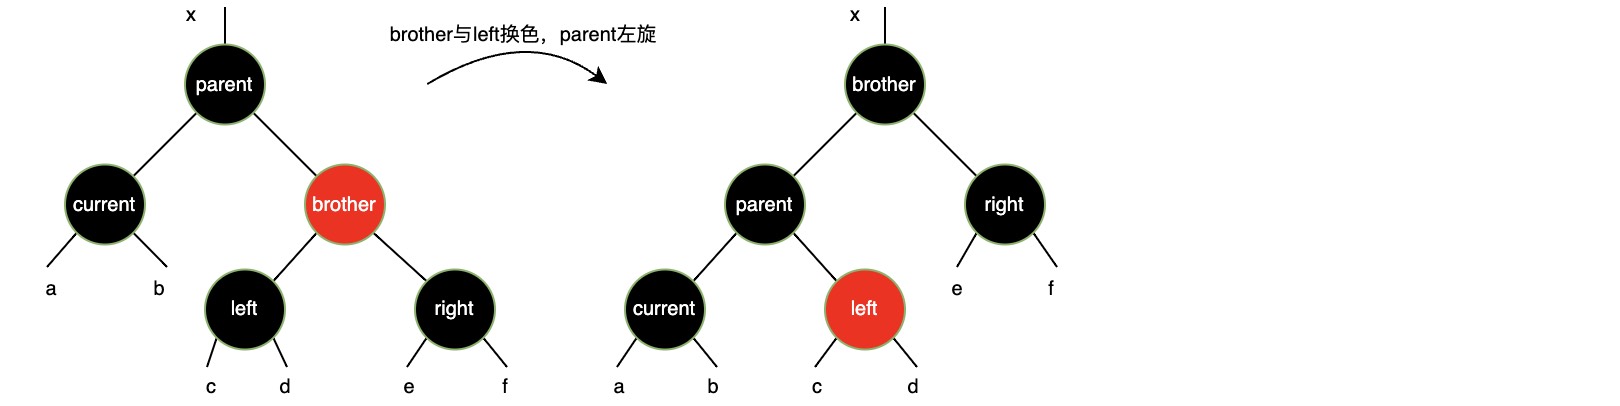 x
brother与left换色，parent左旋
x
parent
brother
current
brother
parent
right
a
b
left
right
current
left
e
f
c
d
e
f
a
b
c
d